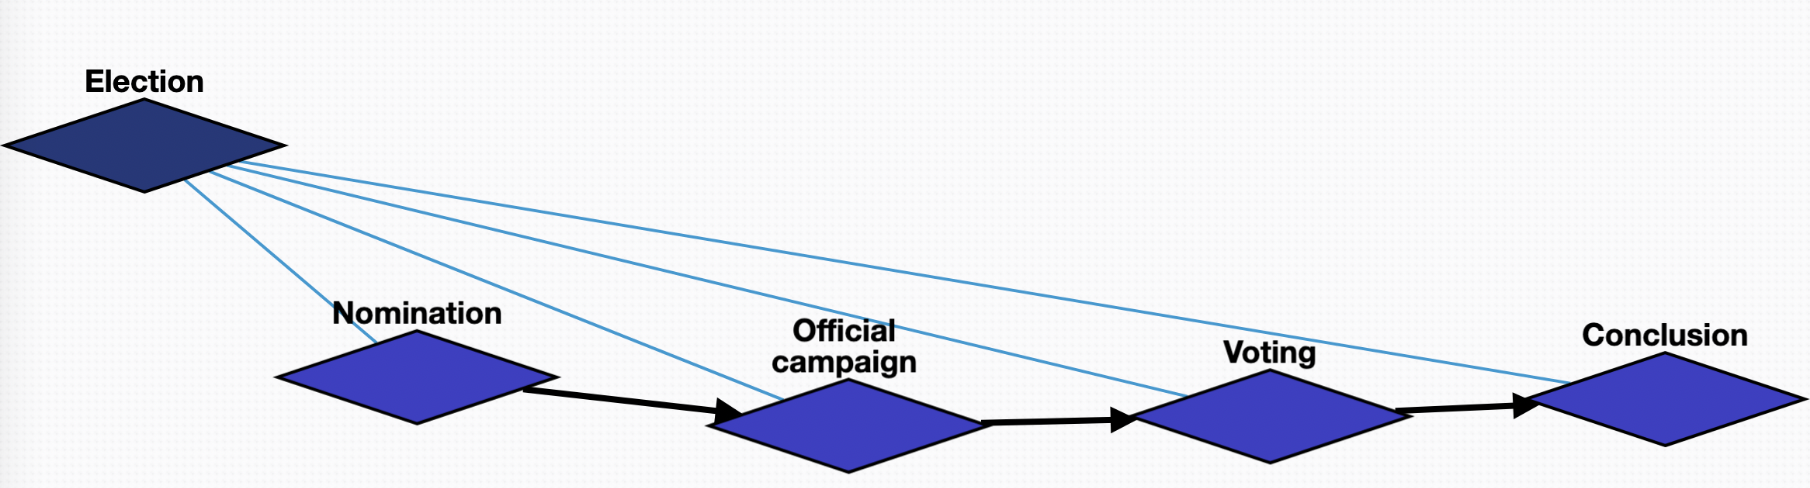 Election
Nomination
Official
campaign
Voting
Conclusion